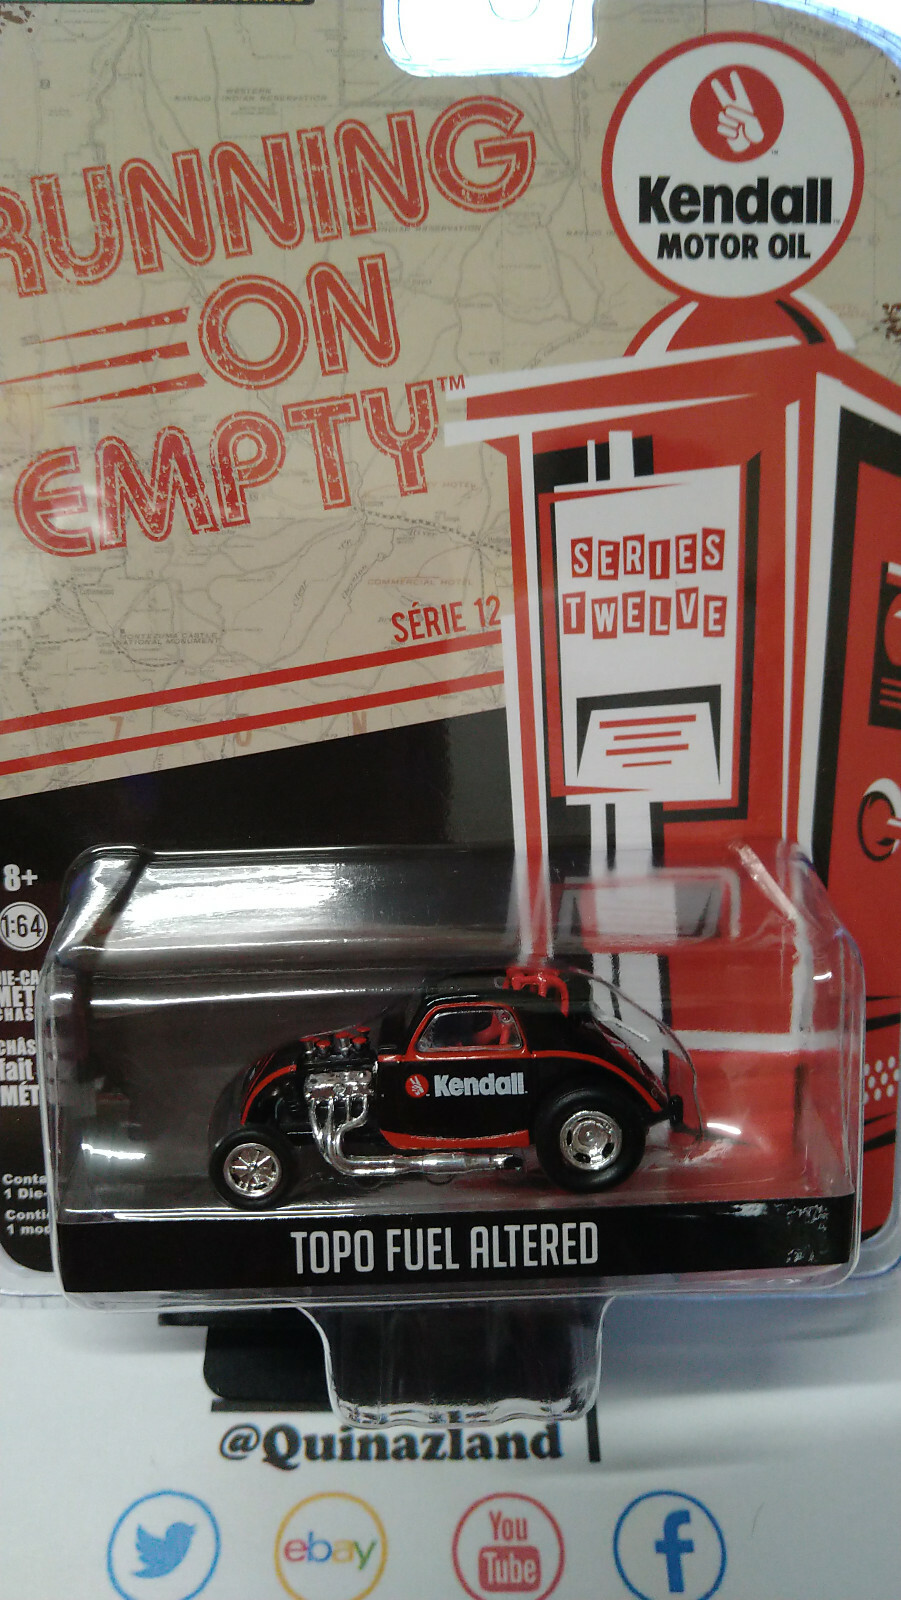 RUNNING
ON
EMPTY™
Kendall
MOTOR OIL
SERIES
TWELVE
SÉRIE 12
8+
1:64
Kendall
TOPO FUEL ALTERED
@Quinazland
ebay
You
Tube